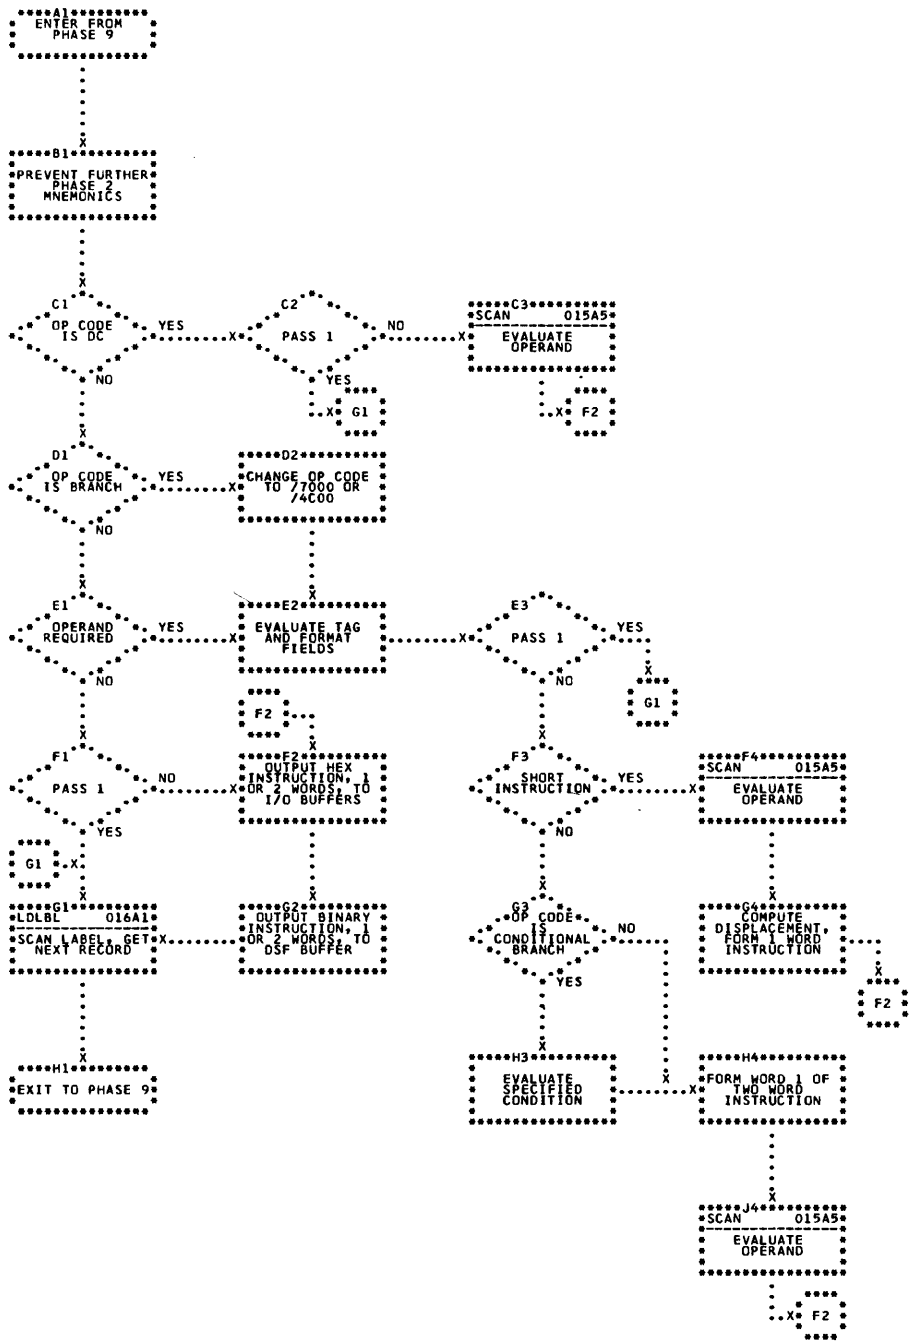 A1
ENTER FROM
PHASE 9
X
B1
PREVENT FURTHER
PHASE 2
MNEMONICS
X
C1
OP CODE
IS DC
YES
X
NO
C2
PASS 1
NO
X
YES
X
G1
C3
SCAN 015A5
EVALUATE
OPERAND
X
F2
X
D1
OP CODE
IS BRANCH
YES
X
NO
D2
CHANGE OP CODE
TO /7000 OR
/4C00
X
X
E1
OPERAND
REQUIRED
YES
X
NO
E2
EVALUATE TAG
AND FORMAT
FIELDS
X
E3
PASS 1
YES
X
G1
NO
X
F2
X
X
F1
PASS 1
NO
X
YES
F2
OUTPUT HEX
INSTRUCTION, 1
OR 2 WORDS, TO
I/O BUFFERS
F3
SHORT
INSTRUCTION
YES
X
NO
F4
SCAN 015A5
EVALUATE
OPERAND
G1
X
X
G1
LDLBL 016A1
SCAN LABEL, GET
NEXT RECORD
X
X
G2
OUTPUT BINARY
INSTRUCTION, 1
OR 2 WORDS, TO
DSF BUFFER
X
G3
OP CODE
IS
CONDITIONAL
BRANCH
NO
YES
X
G4
COMPUTE
DISPLACEMENT,
FORM 1 WORD
INSTRUCTION
X
F2
X
H1
EXIT TO PHASE 9
X
H3
EVALUATE
SPECIFIED
CONDITION
X
X
H4
FORM WORD 1 OF
TWO WORD
INSTRUCTION
X
J4
SCAN 015A5
EVALUATE
OPERAND
X
F2